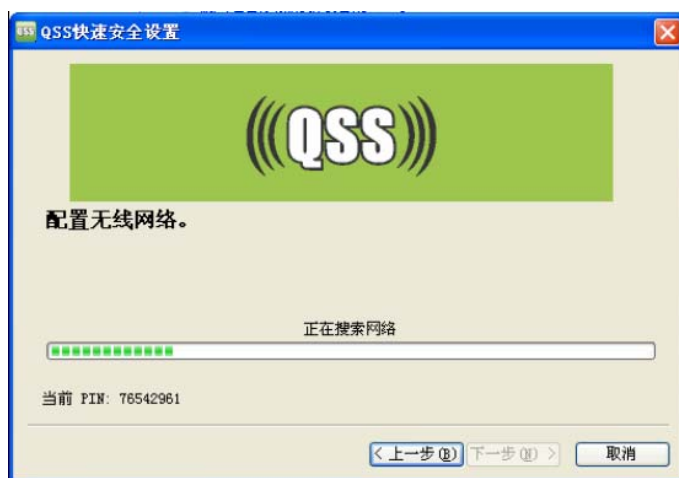 QSS快速安全设置
(((QSS)))
配置无线网络。
正在搜索网络
当前 PIN: 76542961
< 上一步(B) 下一步(N) > 取消